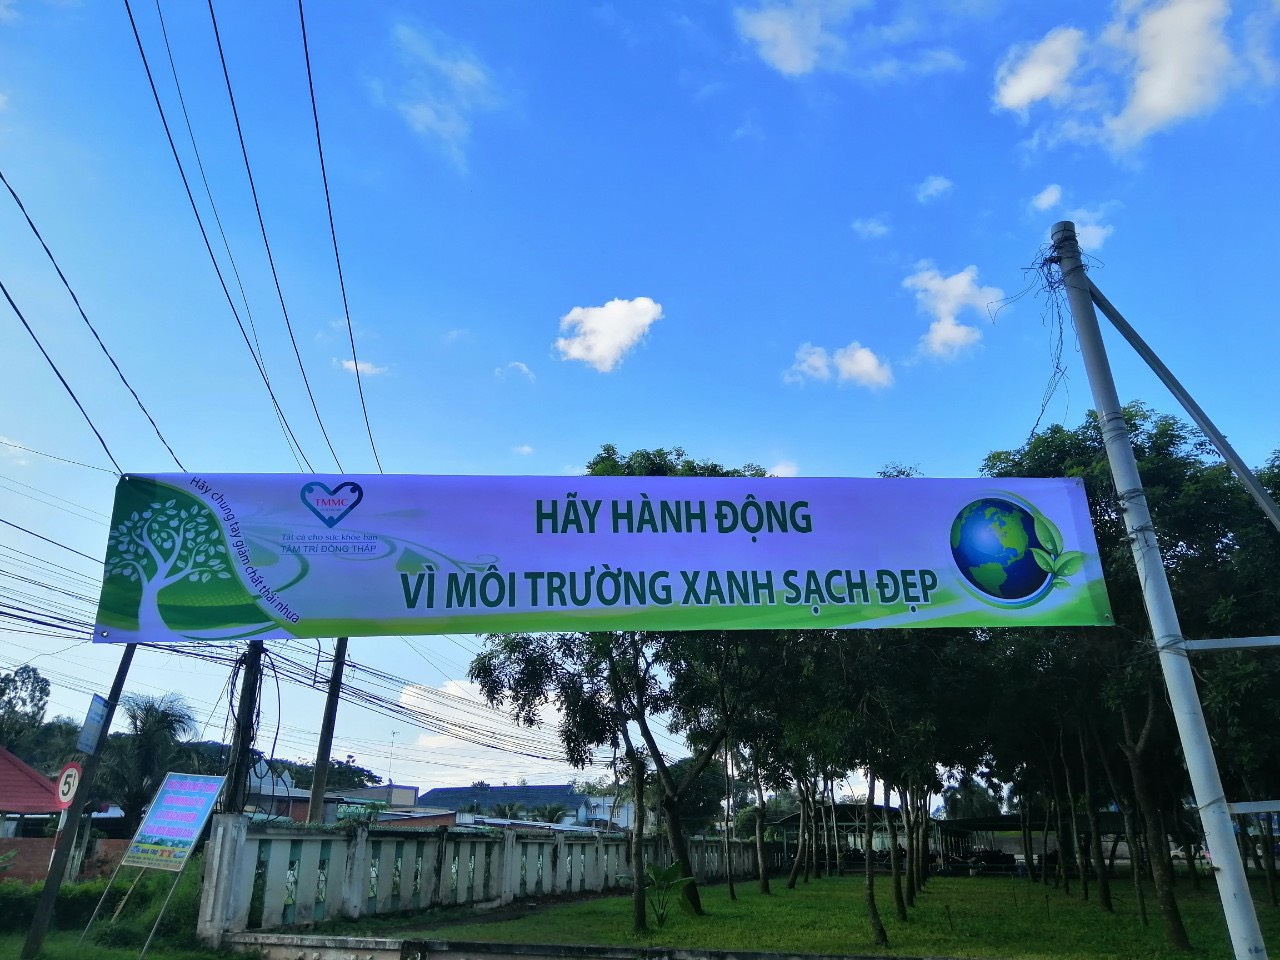 Hãy chung tay giảm chất thải nhựa
TMMC
Tất cả cho sức khỏe bạn
TÂM TRÍ ĐỒNG THÁP
HÃY HÀNH ĐỘNG
VÌ MÔI TRƯỜNG XANH SẠCH ĐẸP